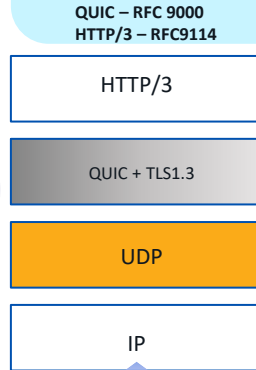 QUIC – RFC 9000
HTTP/3 – RFC9114
HTTP/3
QUIC + TLS1.3
UDP
IP